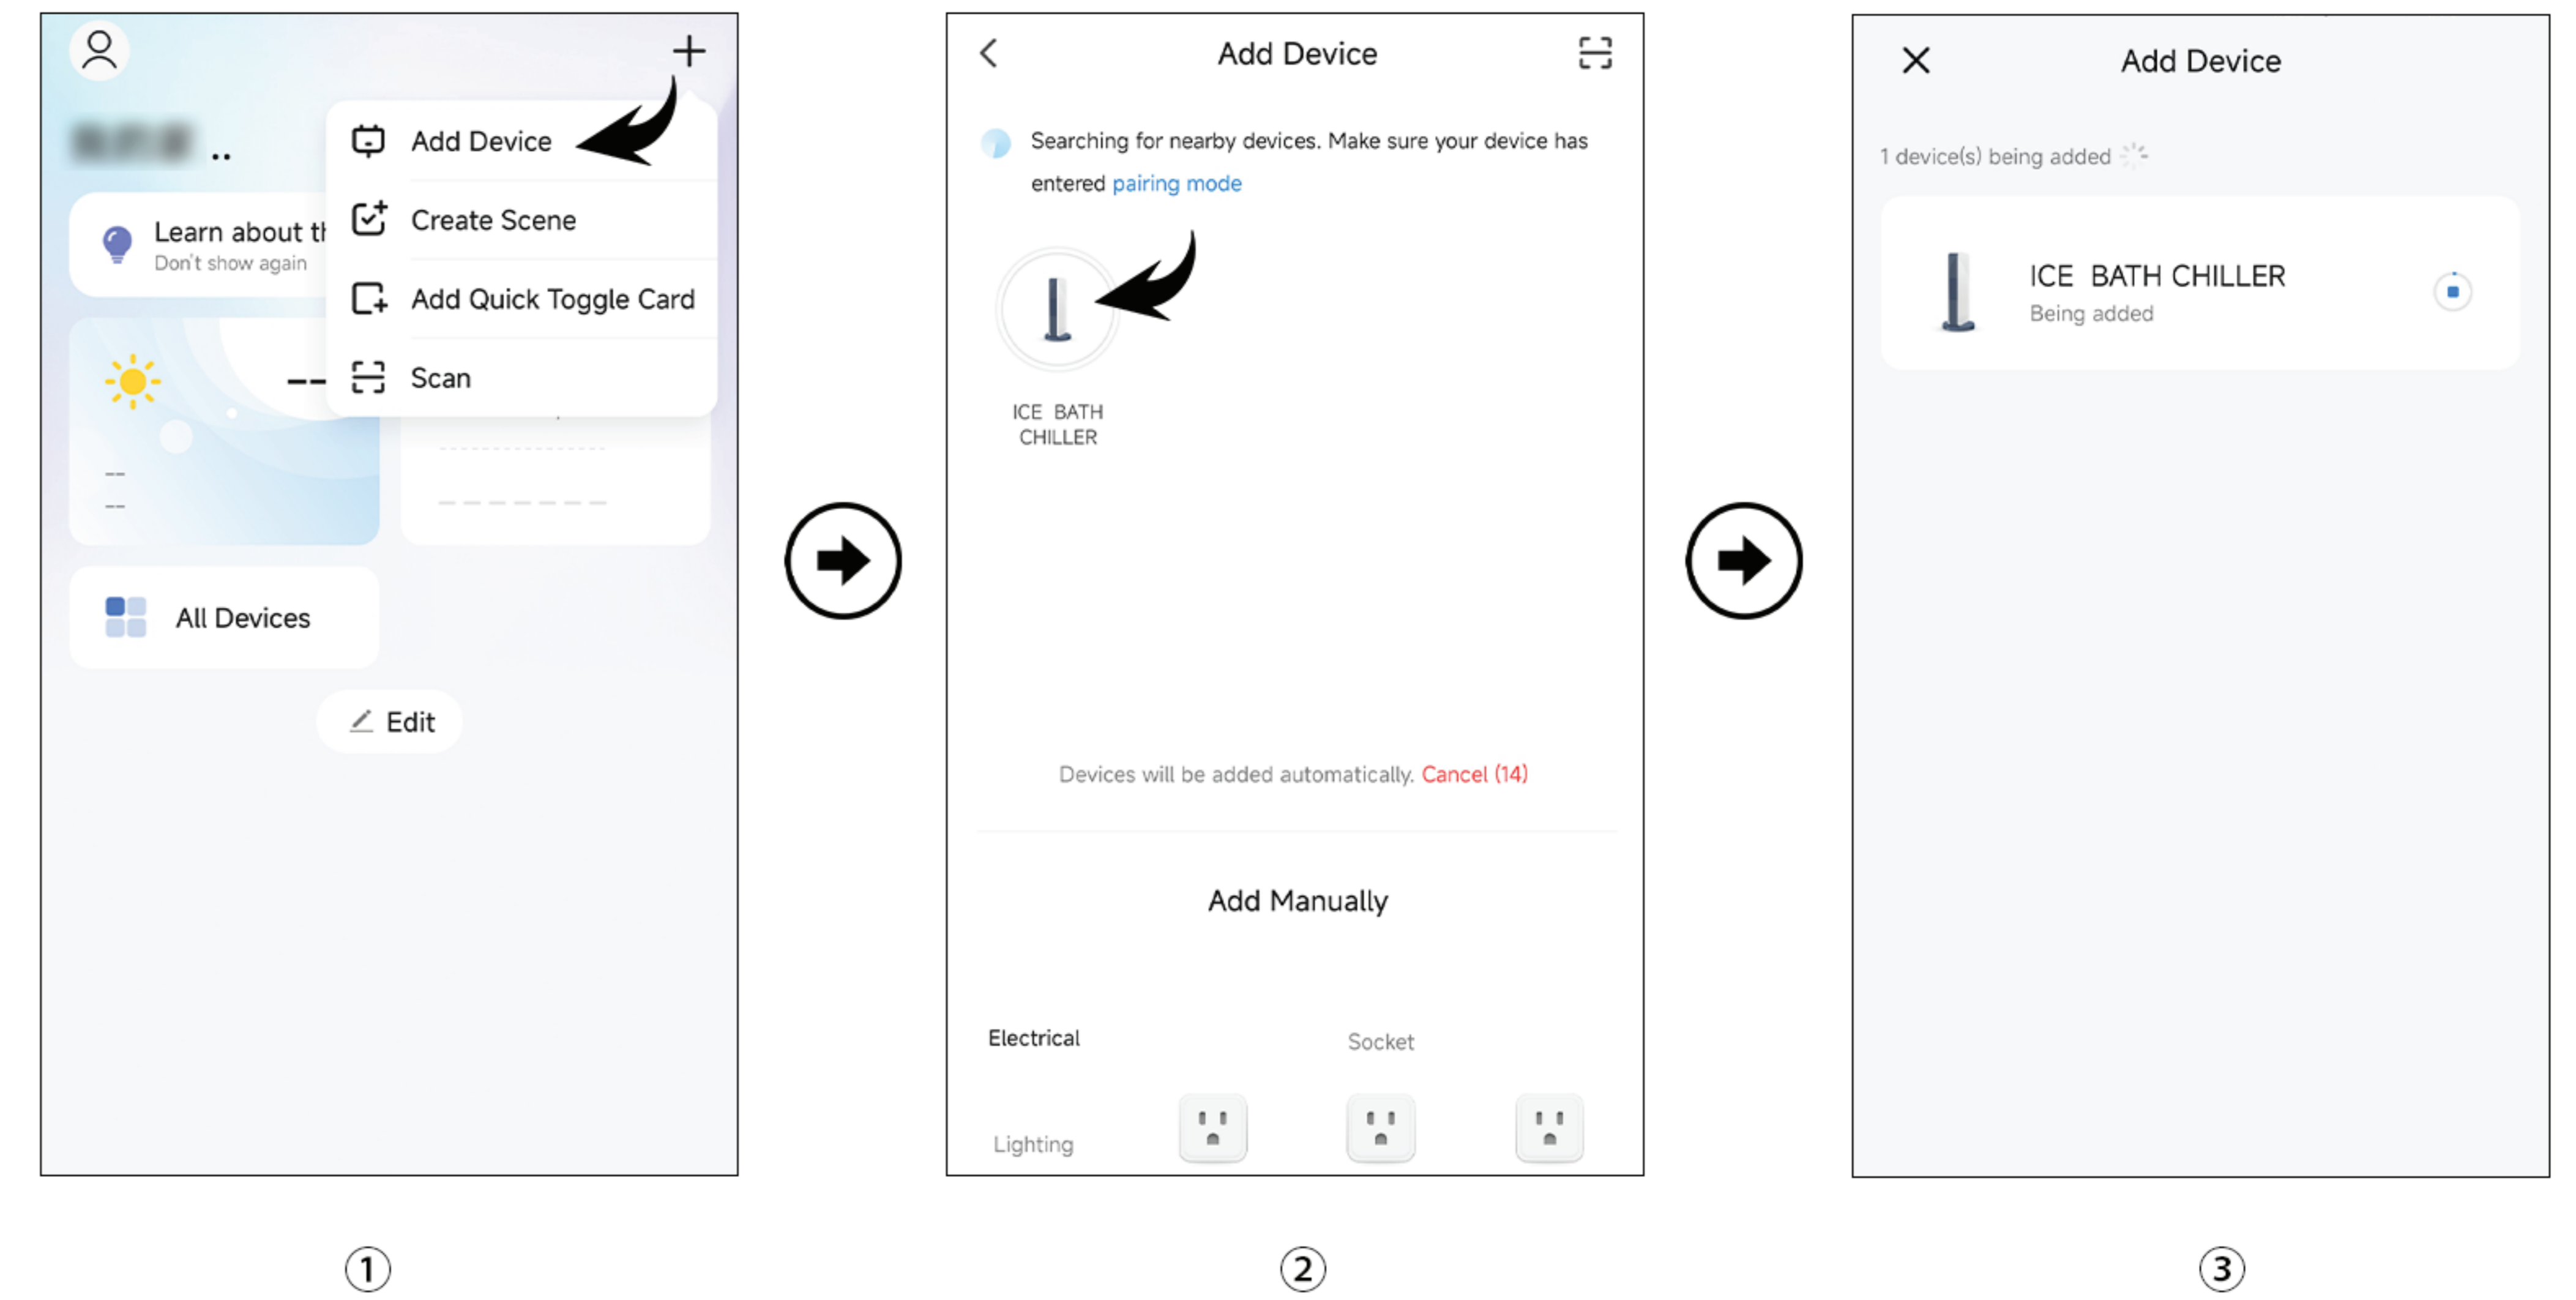 Add Device
Create Scene
Learn about th
Don't show again
Add Quick Toggle Card
Scan
All Devices
Edit
①
Add Device
Searching for nearby devices. Make sure your device has
entered pairing mode
ICE BATH
CHILLER
Devices will be added automatically. Cancel (14)
Add Manually
Electrical
Socket
Lighting
②
Add Device
1 device(s) being added
ICE BATH CHILLER
Being added
③